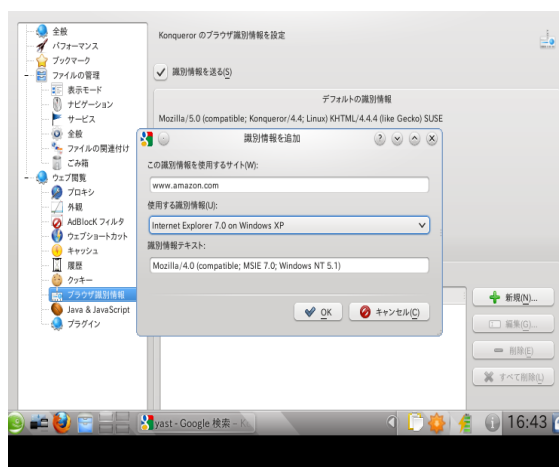 全般
パフォーマンス
ブックマーク
ファイルの管理
表示モード
ナビゲーション
サービス
全般
ファイルの関連付け
ごみ箱
ウェブ閲覧
プロキシ
外観
AdBlocK フィルタ
ウェブショートカット
キャッシュ
履歴
クッキー
ブラウザ識別情報
Java & JavaScript
プラグイン
Konqueror のブラウザ識別情報を設定
識別情報を送る(S)
デフォルトの識別情報
Mozilla/5.0 (compatible; Konqueror/4.4; Linux) KHTML/4.4.4 (like Gecko) SUSE
識別情報を追加
この識別情報を使用するサイト(W):
www.amazon.com
使用する識別情報(U):
Internet Explorer 7.0 on Windows XP
識別情報テキスト:
Mozilla/4.0 (compatible; MSIE 7.0; Windows NT 5.1)
OK
キャンセル(C)
新規(N)...
編集(G)...
削除(E)
すべて削除(L)
yast - Google 検索 - K
16:43